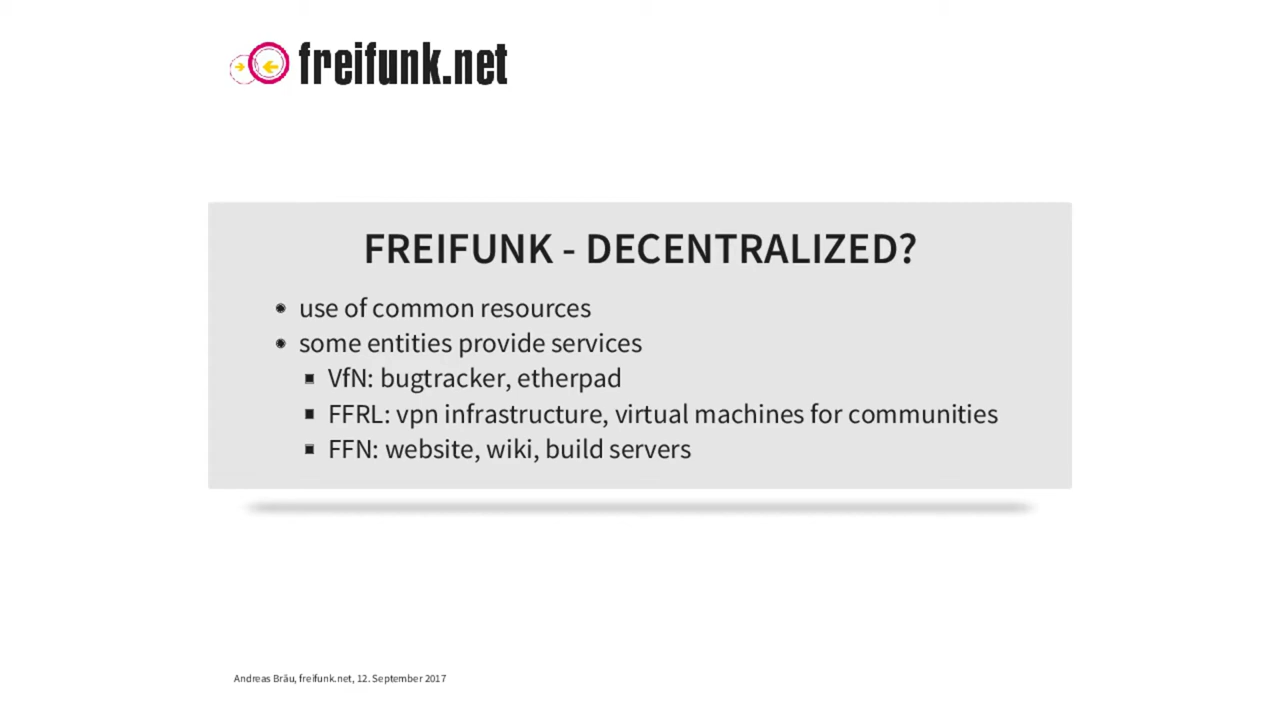 freifunk.net
FREIFUNK - DECENTRALIZED?
• use of common resources
• some entities provide services
▪ VfN: bugtracker, etherpad
▪ FFRL: vpn infrastructure, virtual machines for communities
▪ FFN: website, wiki, build servers
Andreas Bräu, freifunk.net, 12. September 2017